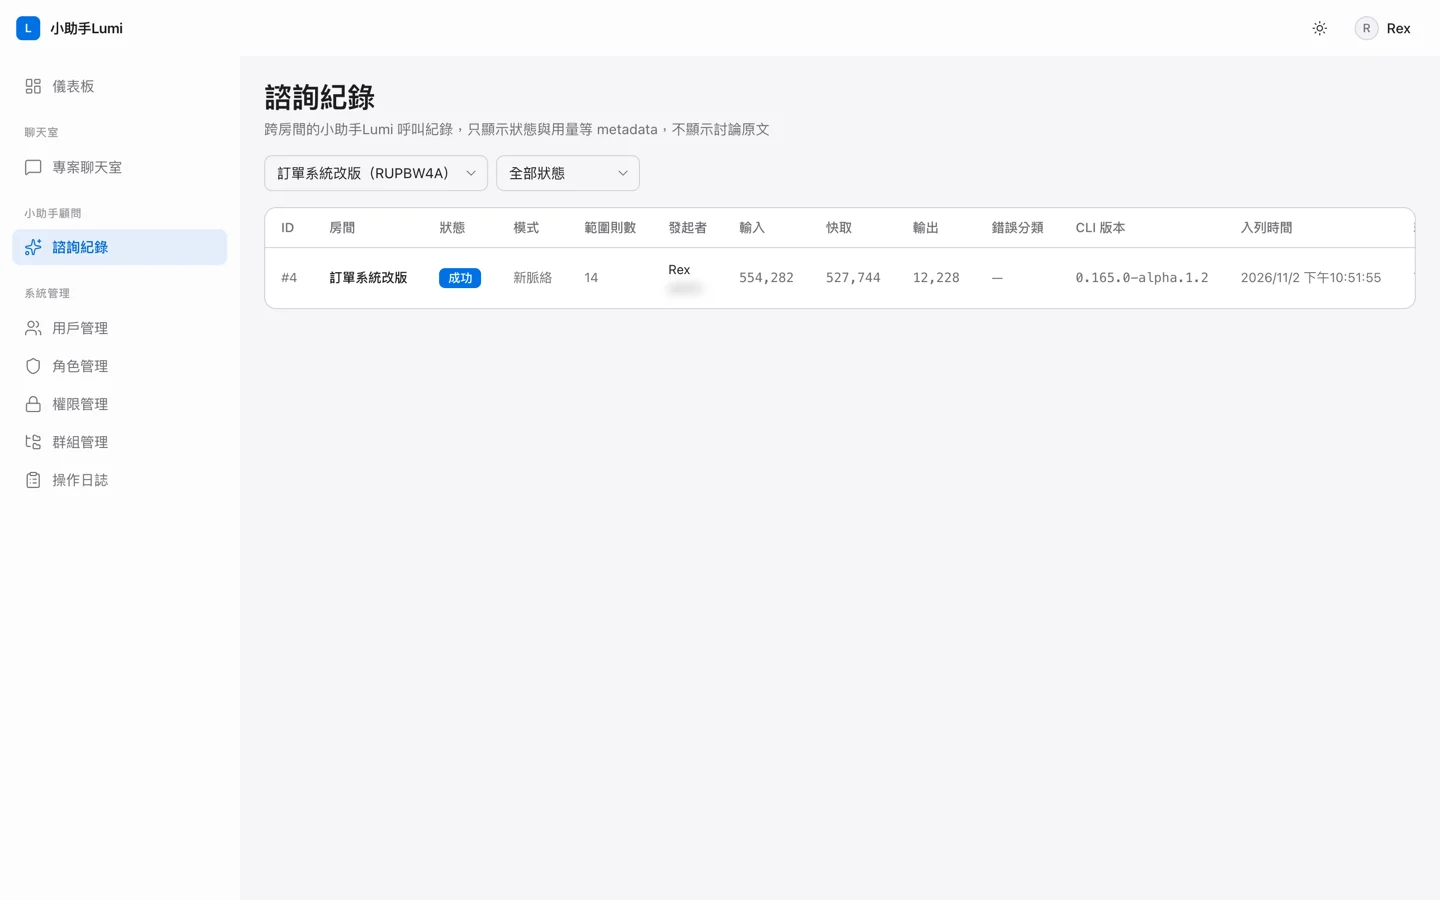 L 小助手Lumi
R Rex
儀表板
聊天室
專案聊天室
小助手顧問
諮詢紀錄
系統管理
用戶管理
角色管理
權限管理
群組管理
操作日誌
諮詢紀錄
跨房間的小助手Lumi 呼叫紀錄，只顯示狀態與用量等 metadata，不顯示討論原文
訂單系統改版（RUPBW4A） 全部狀態
ID 房間 狀態 模式 範圍則數 發起者 輸入 快取 輸出 錯誤分類 CLI 版本 入列時間
#4 訂單系統改版 成功 新脈絡 14 Rex 554,282 527,744 12,228 — 0.165.0-alpha.1.2 2026/11/2 下午10:51:55